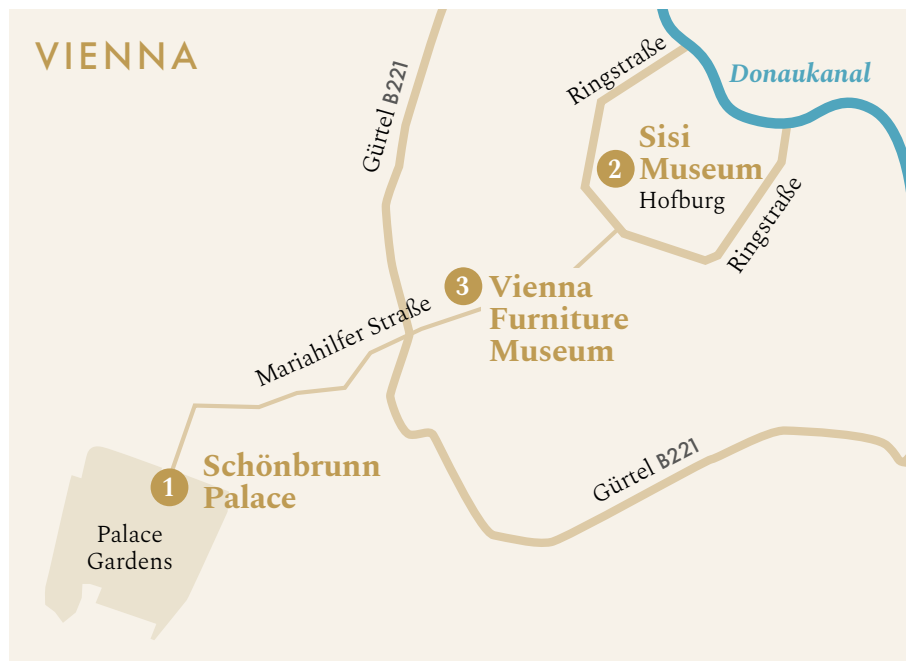 VIENNA
Gürtel B221
Ringstraße
Donaukanal
2
Sisi
Museum
Hofburg
Ringstraße
3
Vienna
Furniture
Museum
Mariahilfer Straße
1
Schönbrunn
Palace
Palace
Gardens
Gürtel B221